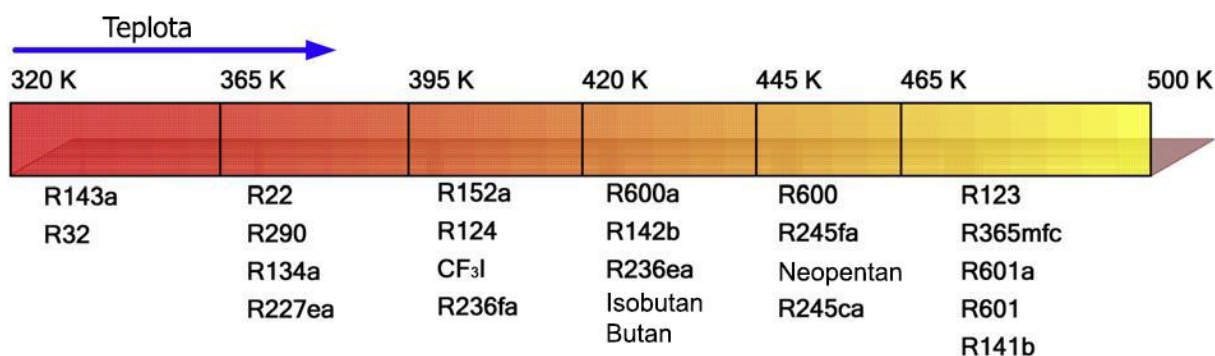 Teplota
320 K 365 K 395 K 420 K 445 K 465 K 500 K
R143a R22 R152a R600a R600 R123
R32 R290 R124 R142b R245fa R365mfc
R134a CF₃I R236ea Neopentan R601a
R227ea R236fa Isobutan R245ca R601
Butan R141b